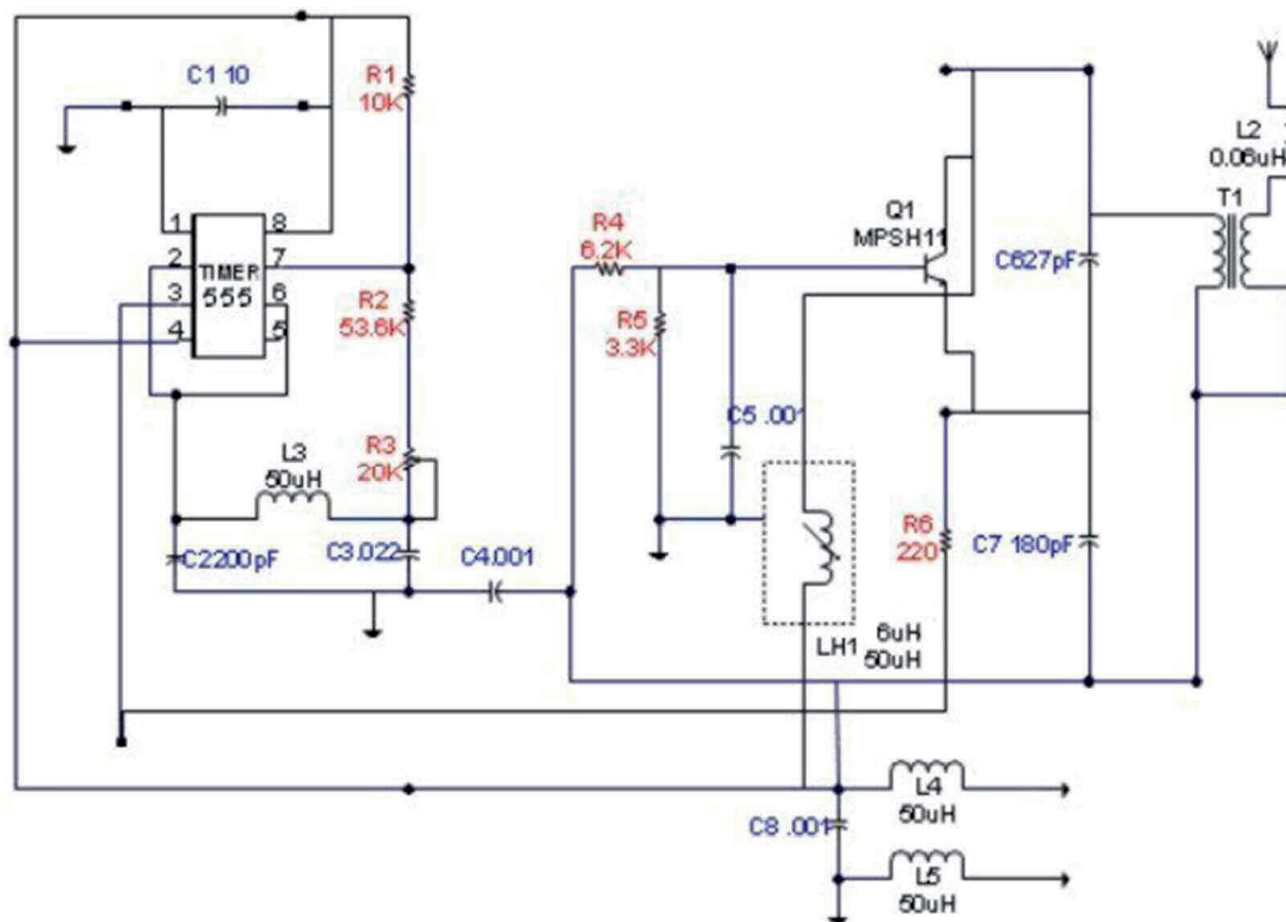 C1 10
R1
10K
1
8
2
7
TIMER
3
555
6
4
5
R2
53.6K
R3
20K
L3
50uH
C2200pF
C3.022
C4.001
R4
6.2K
R5
3.3K
C5 .001
Q1
MPSH11
C627pF
R6
220
C7 180pF
LH1
6uH
50uH
L2
0.06uH
T1
L4
50uH
C8 .001
L5
50uH